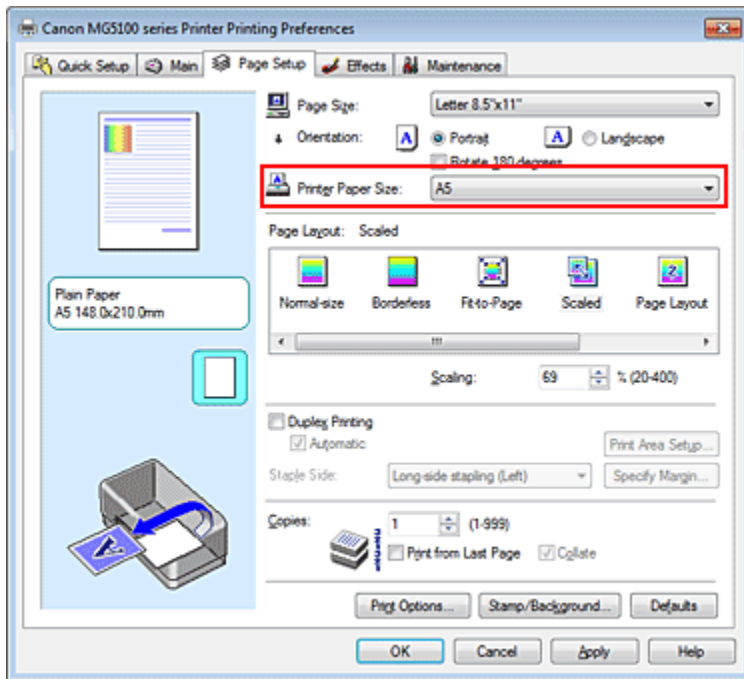 Canon MG5100 series Printer Printing Preferences
Quick Setup Main Page Setup Effects Maintenance
Page Size: Letter 8.5"x11"
Orientation: A Portrait A Landscape
Rotate 180 degrees
Printer Paper Size: A5
Page Layout: Scaled
Normal-size Borderless Fit-to-Page Scaled Page Layout
Plain Paper
A5 148.0x210.0mm
Scaling: 69 % (20-400)
Duplex Printing
Automatic Print Area Setup...
Staple Side: Long-side stapling (Left) Specify Margin...
Copies: 1 (1-999)
Print from Last Page Collate
Print Options... Stamp/Background... Defaults
OK Cancel Apply Help